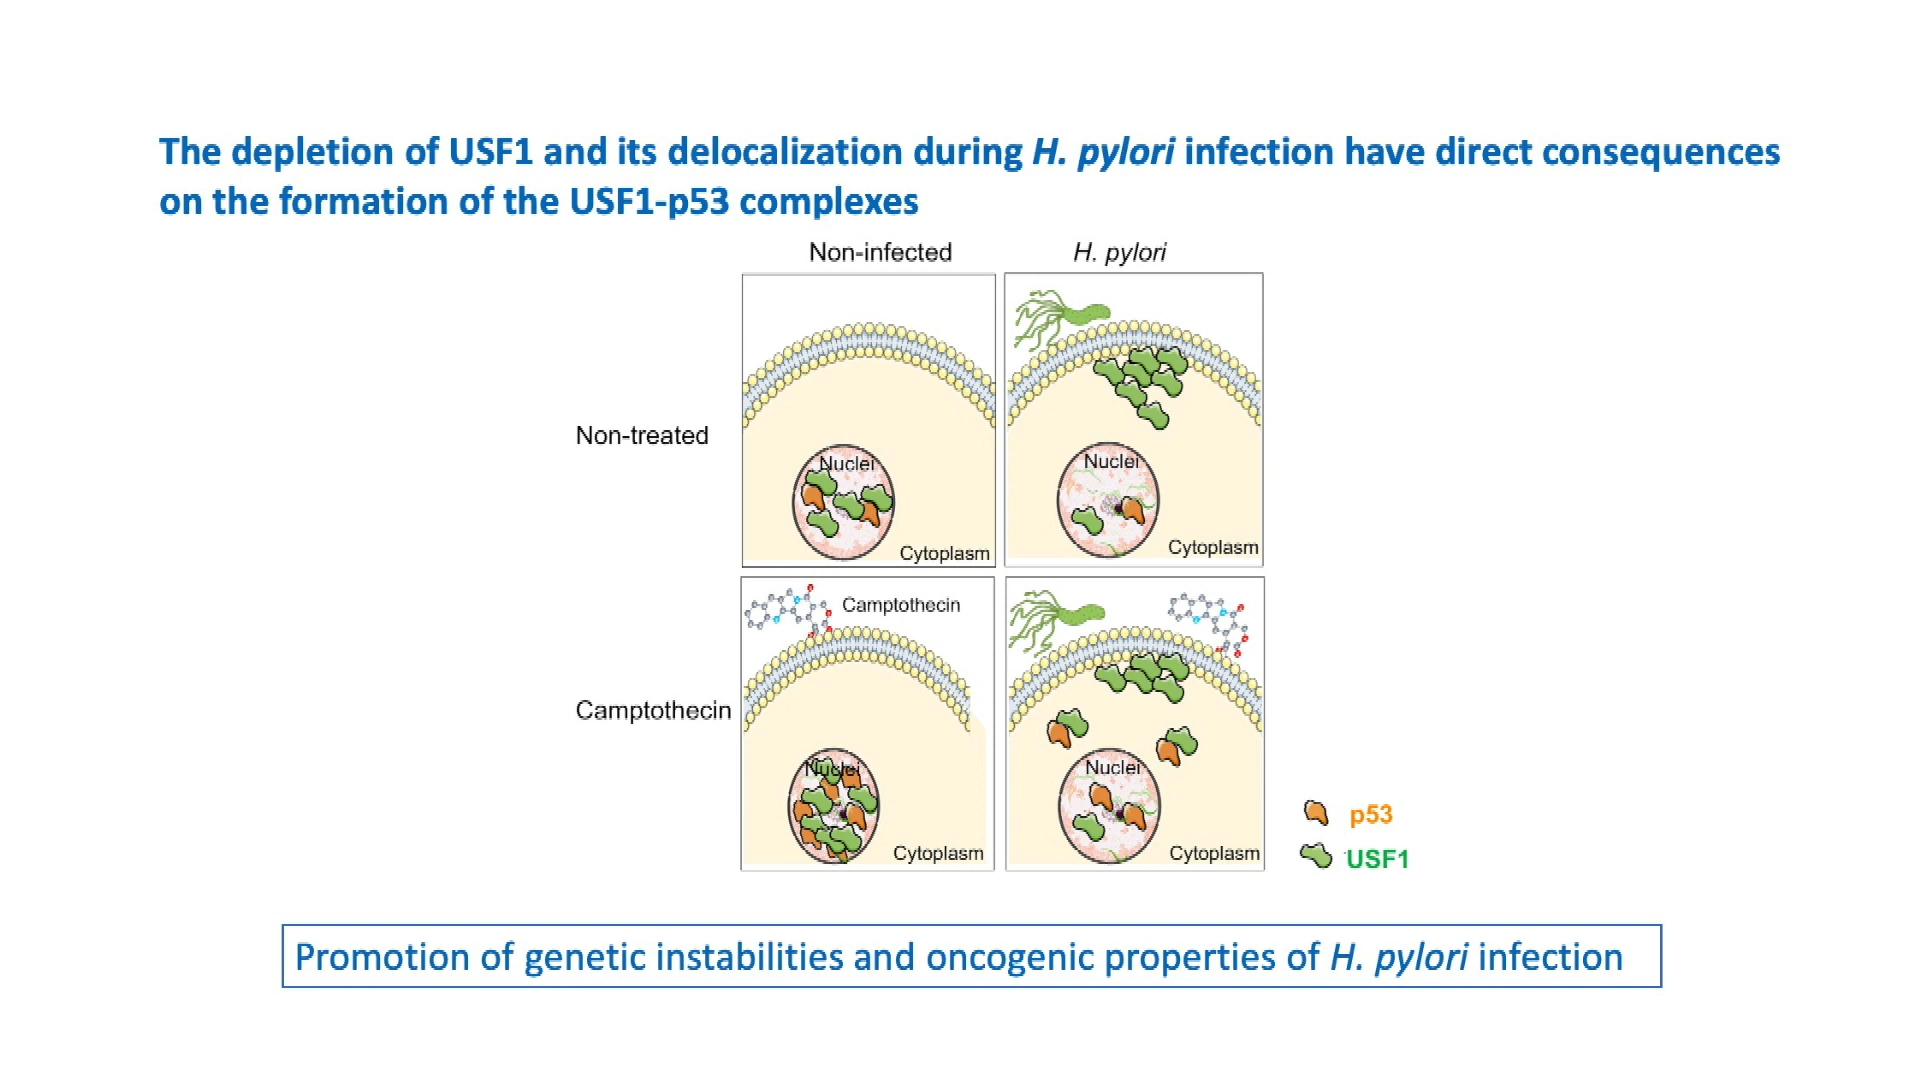 The depletion of USF1 and its delocalization during H. pylori infection have direct consequences
on the formation of the USF1-p53 complexes
Non-infected
H. pylori
Non-treated
Nuclei
Cytoplasm
Nuclei
Cytoplasm
Camptothecin
Camptothecin
Nuclei
Cytoplasm
Nuclei
Cytoplasm
p53
USF1
Promotion of genetic instabilities and oncogenic properties of H. pylori infection